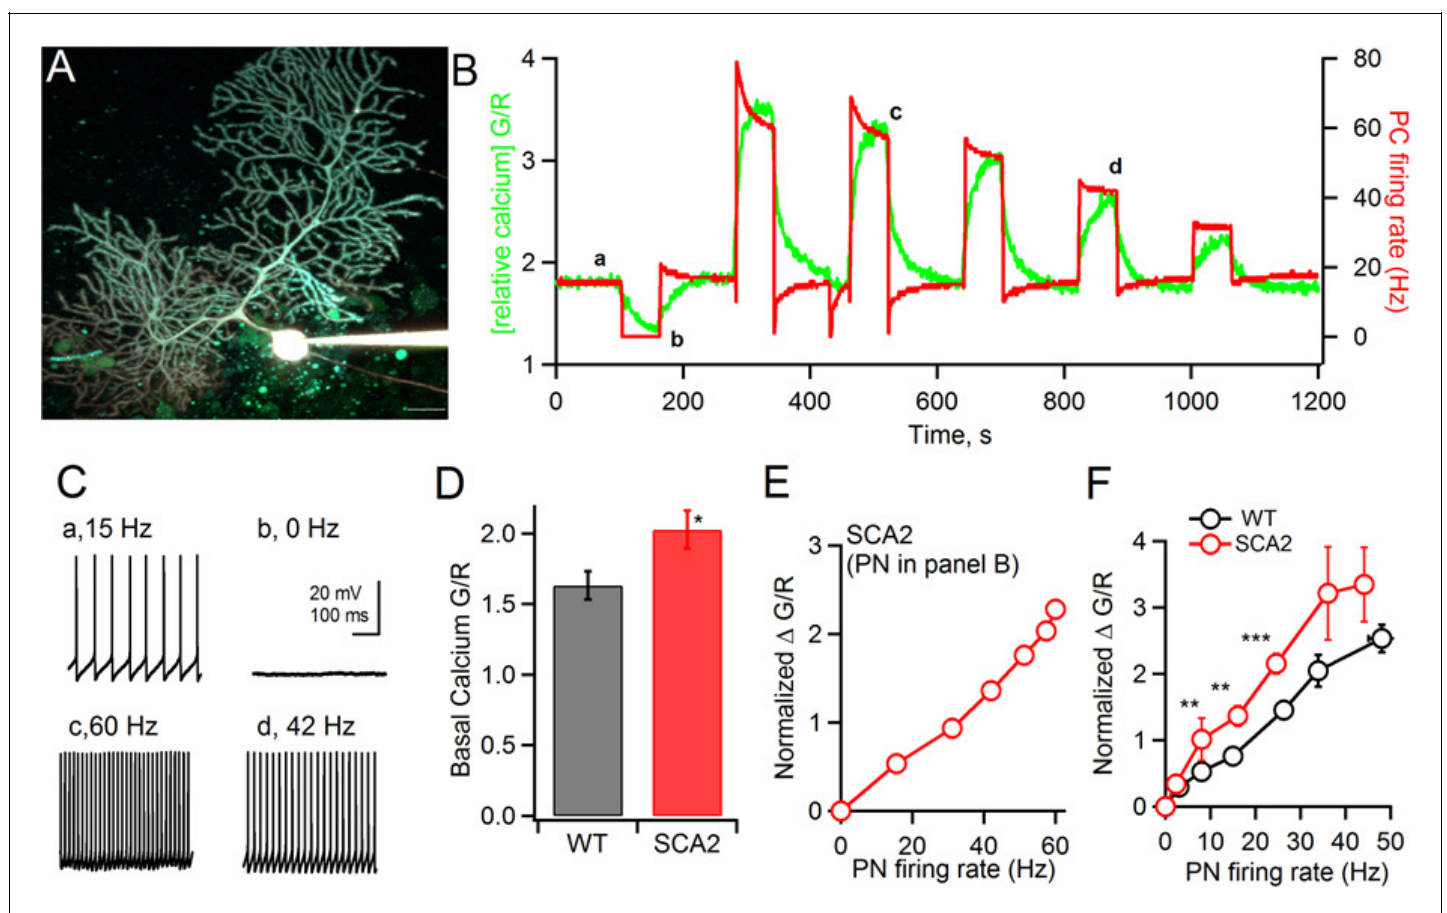 A
B
4
3
2
1
[relative calcium] G/R
80
60
40
20
0
PC firing rate (Hz)
a
b
c
d
0 200 400 600 800 1000 1200
Time, s
C
a,15 Hz
b, 0 Hz
20 mV
100 ms
c,60 Hz
d, 42 Hz
D
2.0
1.5
1.0
0.5
0.0
Basal Calcium G/R
*
WT SCA2
E
SCA2
(PN in panel B)
3
2
1
0
Normalized Δ G/R
0 20 40 60
PN firing rate (Hz)
F
WT
SCA2
4
3
2
1
0
Normalized Δ G/R
**
**
***
0 10 20 30 40 50
PN firing rate (Hz)